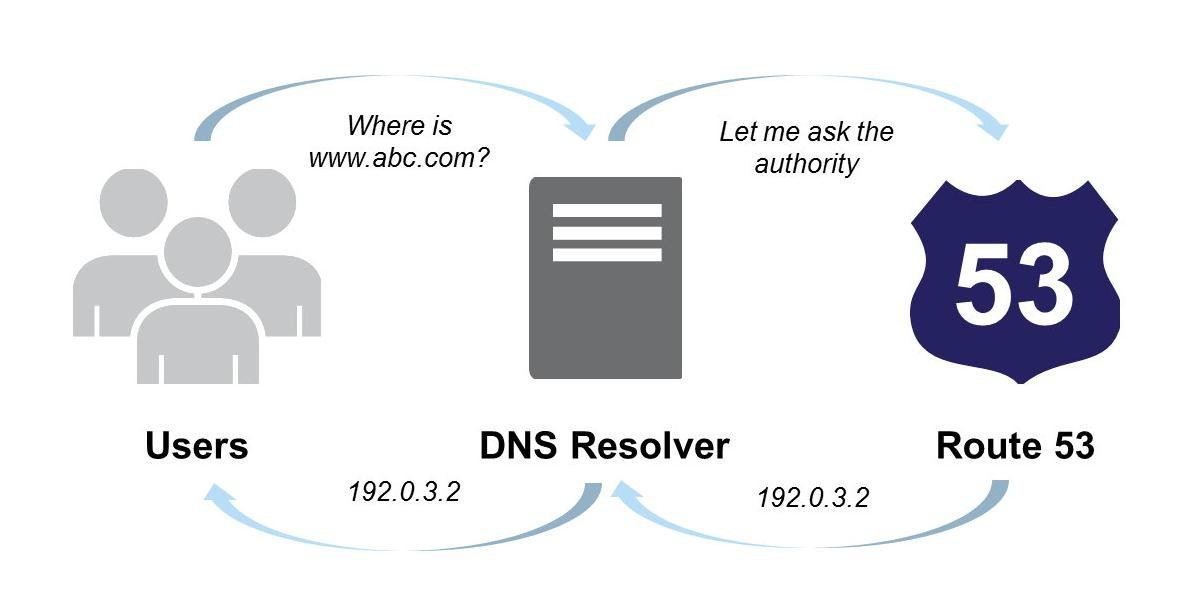 Where is
www.abc.com?
Let me ask the
authority
53
Users
DNS Resolver
Route 53
192.0.3.2
192.0.3.2